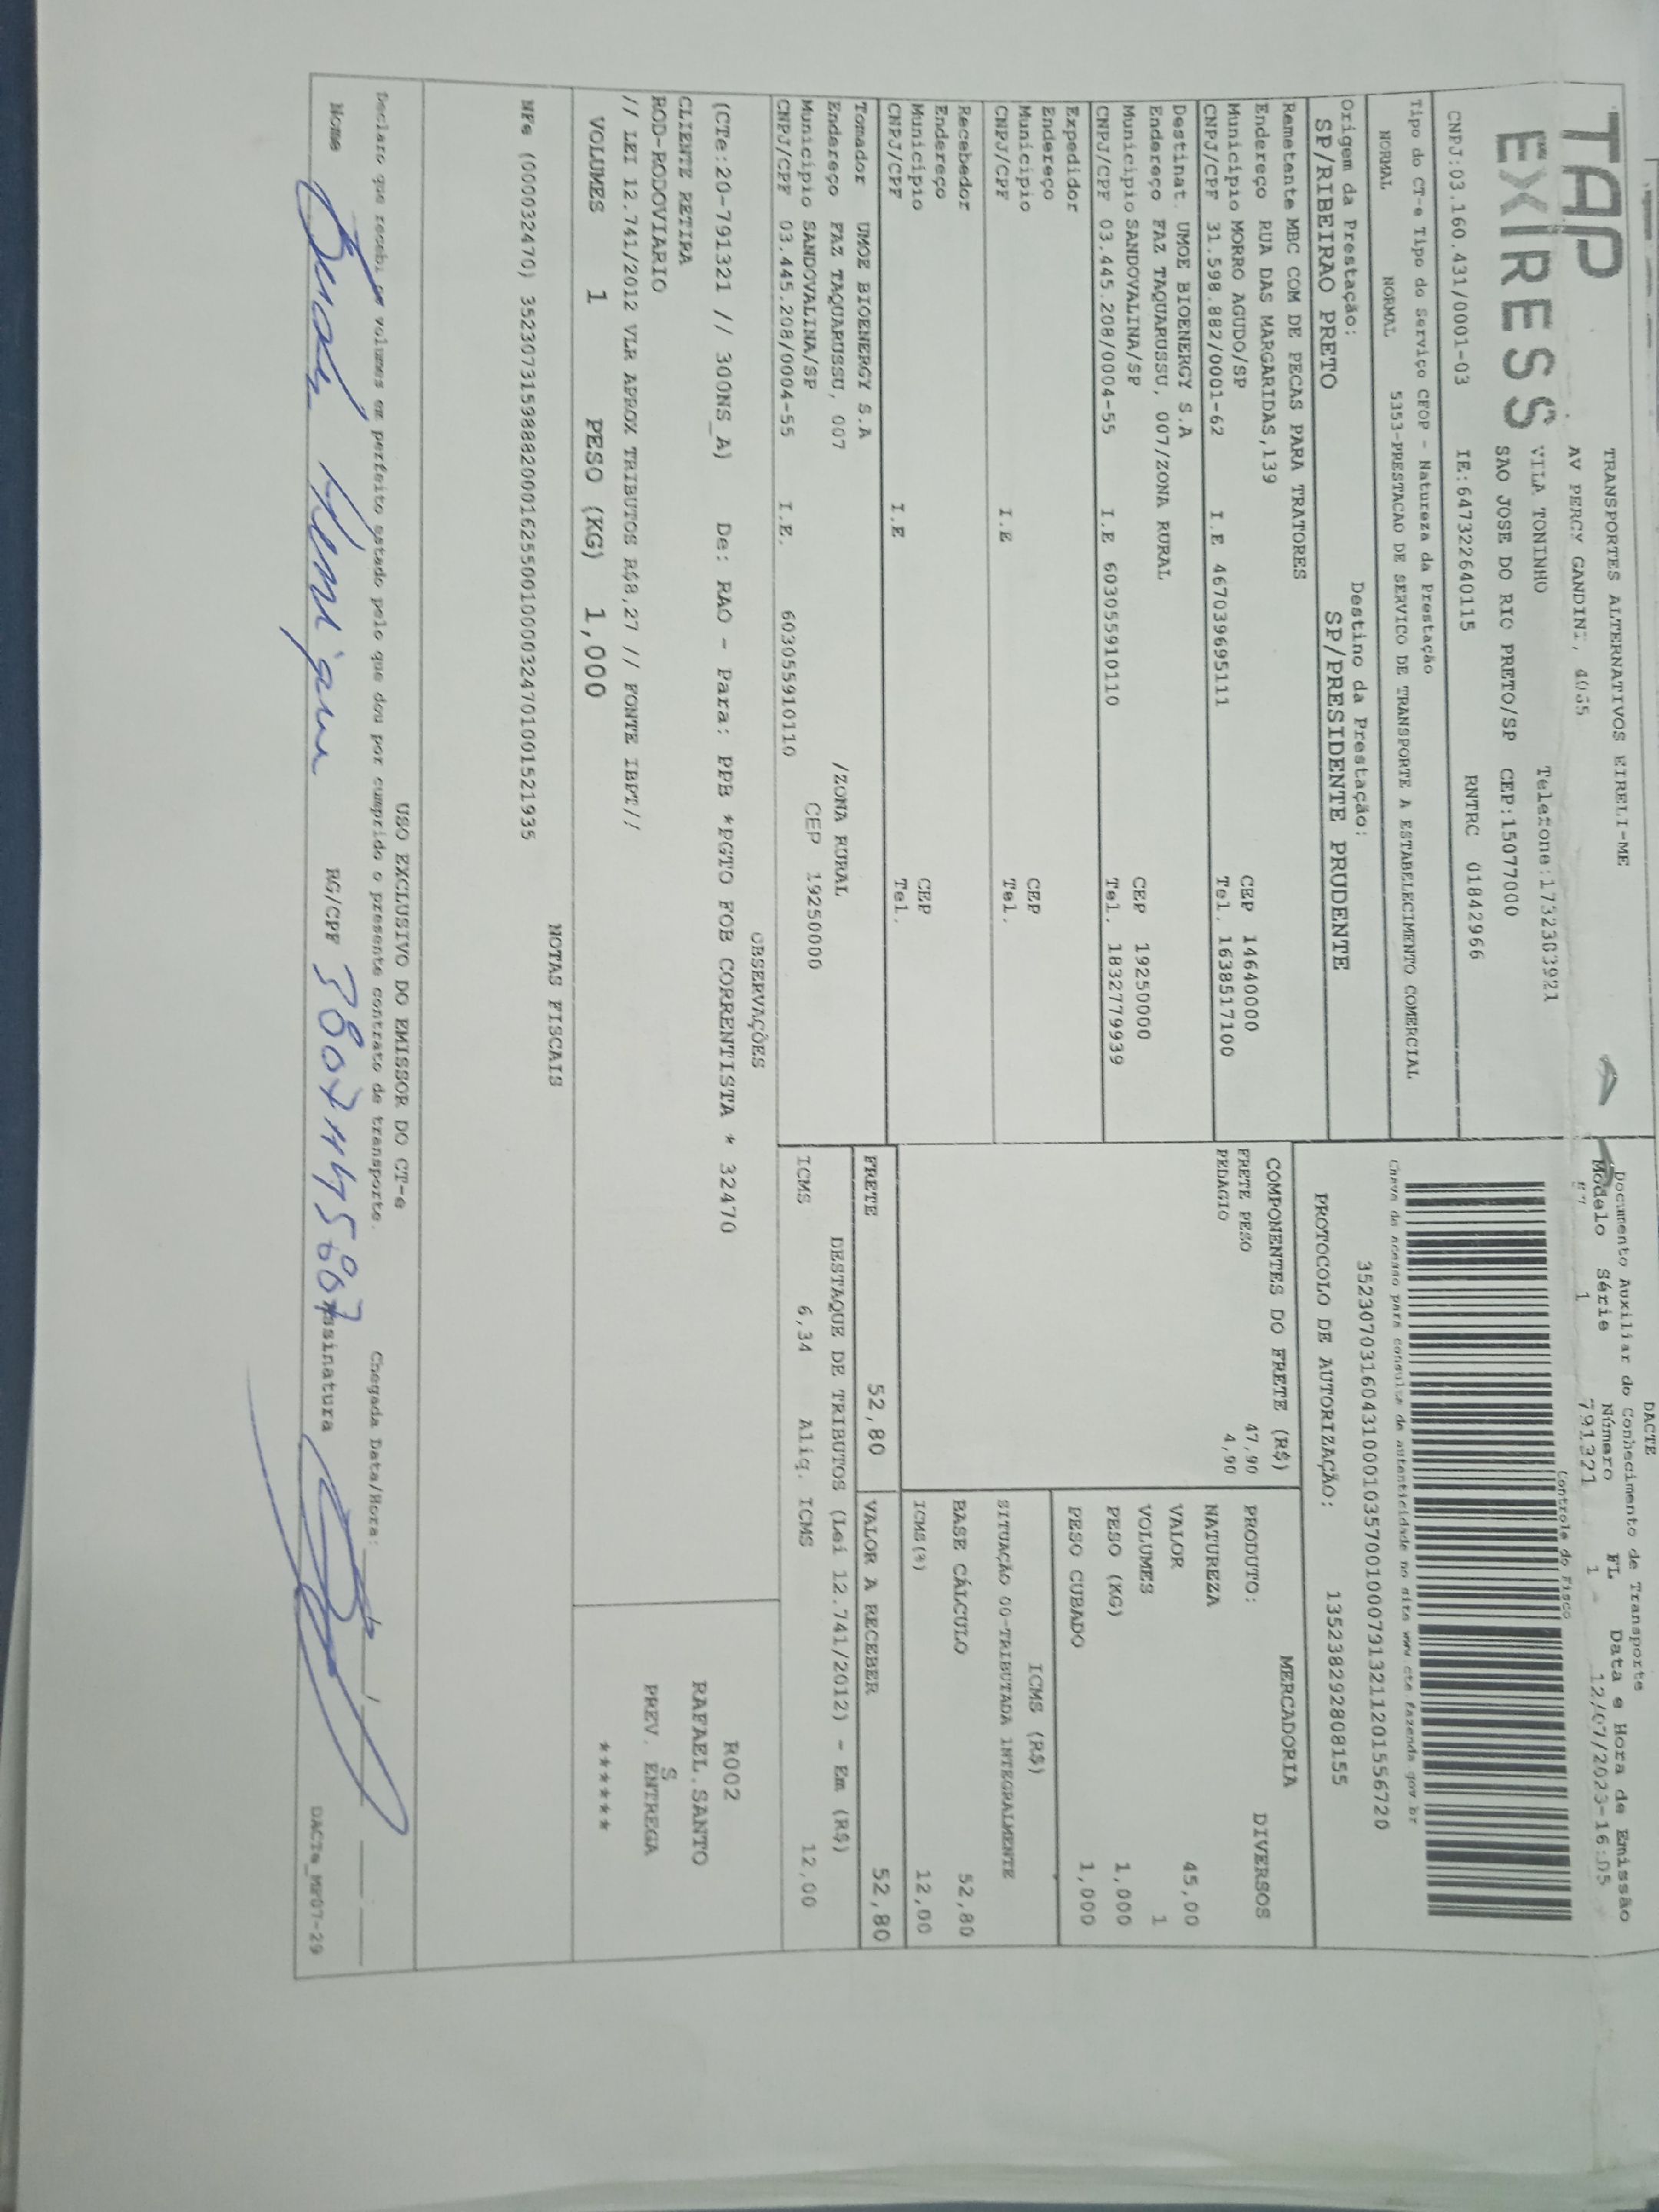 TAP
EXPRESS
TRANSPORTES ALTERNATIVOS EIRELI-ME
AV PERCY GANDINI, 4065
VILA TONINHO Telefone:1732303921
SAO JOSE DO RIO PRETO/SP CEP:15077000
CNPJ:03.160.431/0001-03 IE:647322640115 RNTRC 01842966
Tipo do CT-e Tipo do Serviço CFOP - Natureza da Prestação
NORMAL NORMAL 5353-PRESTACAO DE SERVICO DE TRANSPORTE A ESTABELECIMENTO COMERCIAL
Origem da Prestação: Destino da Prestação:
SP/RIBEIRAO PRETO SP/PRESIDENTE PRUDENTE
DACTE
Documento Auxiliar do Conhecimento de Transporte
Modelo Série Número FL Data e Hora de Emissão
57 1 791321 1 - 12/07/2023-16:05
Controle do Fisco
Chave de acesso para consulta de autenticidade no site www.cte.fazenda.gov.br
35230703160431000103570010007913211201556720
PROTOCOLO DE AUTORIZAÇÃO: 135238292808155
Remetente MBC COM DE PECAS PARA TRATORES
Endereço RUA DAS MARGARIDAS,139
Município MORRO AGUDO/SP CEP 14640000
CNPJ/CPF 31.598.882/0001-62 I.E 467039695111 Tel. 1638517100
Destinat. UMOE BIOENERGY S.A
Endereço FAZ TAQUARUSSU, 007/ZONA RURAL
Município SANDOVALINA/SP CEP 19250000
CNPJ/CPF 03.445.208/0004-55 I.E 603055910110 Tel. 1832779939
Expedidor
Endereço
Município CEP
CNPJ/CPF I.E Tel.
Recebedor
Endereço
Município CEP
CNPJ/CPF I.E Tel.
Tomador UMOE BIOENERGY S.A
Endereço FAZ TAQUARUSSU, 007 /ZONA RURAL
Município SANDOVALINA/SP CEP 19250000
CNPJ/CPF 03.445.208/0004-55 I.E. 603055910110
COMPONENTES DO FRETE (R$)
FRETE PESO 47,90
PEDAGIO 4,90
MERCADORIA
PRODUTO: DIVERSOS
NATUREZA
VALOR 45,00
VOLUMES 1
PESO (KG) 1,000
PESO CUBADO 1,000
ICMS (R$)
SITUAÇÃO 00-TRIBUTADA INTEGRALMENTE
BASE CÁLCULO 52,80
ICMS(%) 12,00
FRETE 52,80 VALOR A RECEBER 52,80
DESTAQUE DE TRIBUTOS (Lei 12.741/2012) - Em (R$)
ICMS 6,34 Aliq. ICMS 12,00
OBSERVAÇÕES
(CTe:20-791321 // 300NS_A) De: RAO - Para: PPB *PGTO FOB CORRENTISTA * 32470
CLIENTE RETIRA
ROD-RODOVIARIO
// LEI 12.741/2012 VLR APROX TRIBUTOS R$8,27 // FONTE IBPT//
R002
RAFAEL.SANTO
S
PREV. ENTREGA
******
VOLUMES 1 PESO (KG) 1,000
NOTAS FISCAIS
NFe (000032470) 35230731598882000162550010000324701001521935
USO EXCLUSIVO DO EMISSOR DO CT-e
Declaro que recebi os volumes em perfeito estado pelo que dou por cumprido o presente contrato de transporte. Chegada Data/Hora:
Nome RG/CPF Assinatura
DACTe_MP07-29